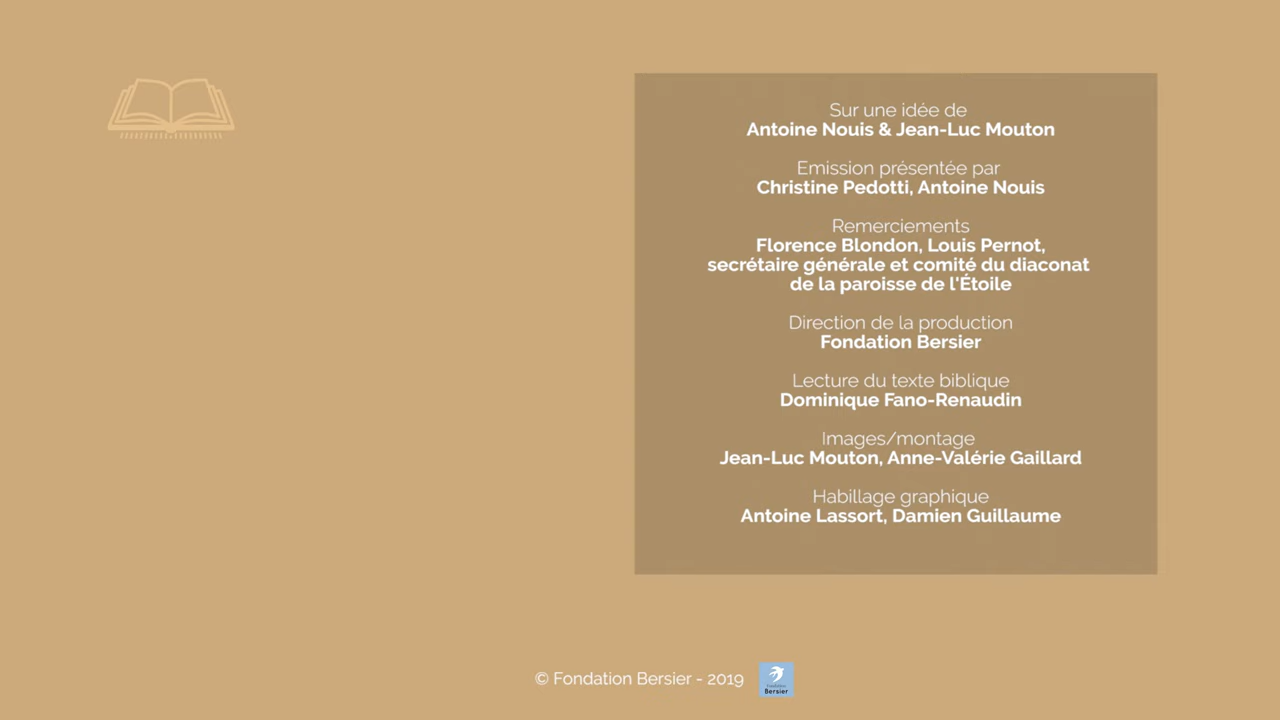 Sur une idée de
Antoine Nouis & Jean-Luc Mouton
Emission présentée par
Christine Pedotti, Antoine Nouis
Remerciements
Florence Blondon, Louis Pernot,
secrétaire générale et comité du diaconat
de la paroisse de l'Étoile
Direction de la production
Fondation Bersier
Lecture du texte biblique
Dominique Fano-Renaudin
Images/montage
Jean-Luc Mouton, Anne-Valérie Gaillard
Habillage graphique
Antoine Lassort, Damien Guillaume
© Fondation Bersier - 2019
Fondation
Bersier